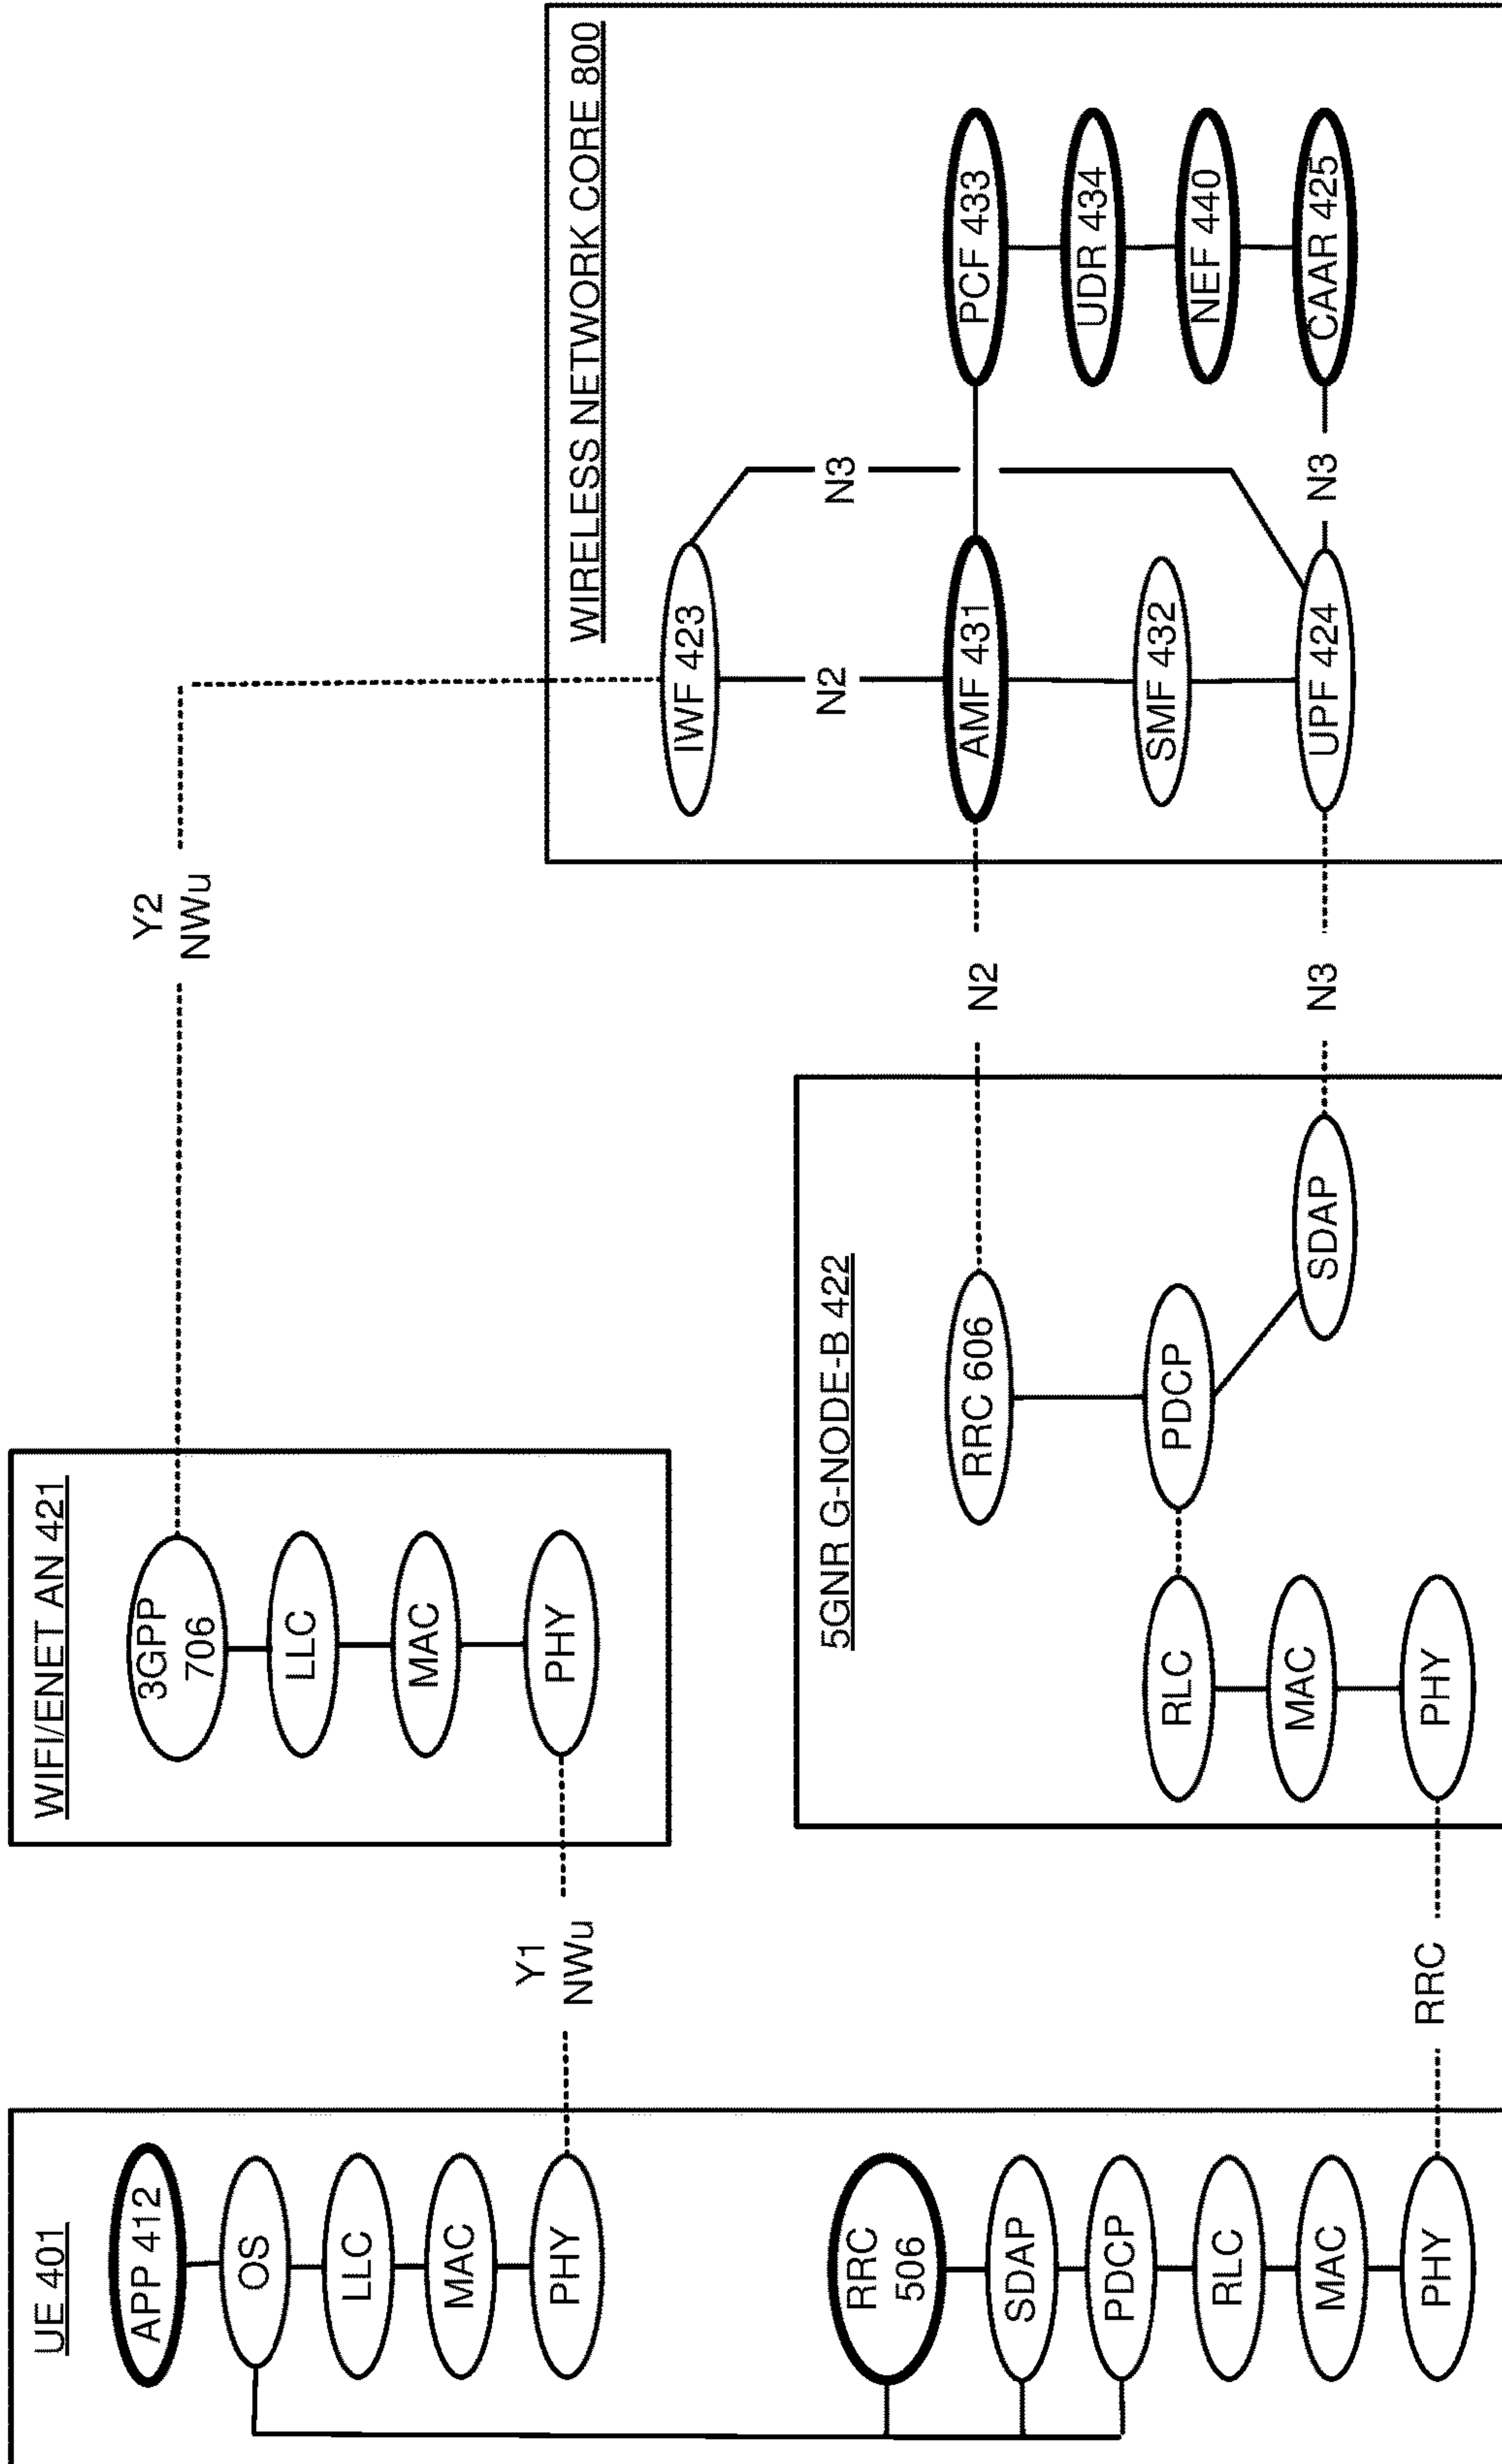 UE 401
APP 412
OS
LLC
MAC
PHY
RRC
506
SDAP
PDCP
RLC
MAC
PHY
Y1
NWu
RRC
WIFI/ENET AN 421
3GPP
706
LLC
MAC
PHY
5GNR G-NODE-B 422
RRC 606
PDCP
SDAP
RLC
MAC
PHY
Y2
NWu
N2
N3
WIRELESS NETWORK CORE 800
IWF 423
N2
N3
AMF 431
SMF 432
UPF 424
N3
PCF 433
UDR 434
NEF 440
CAAR 425